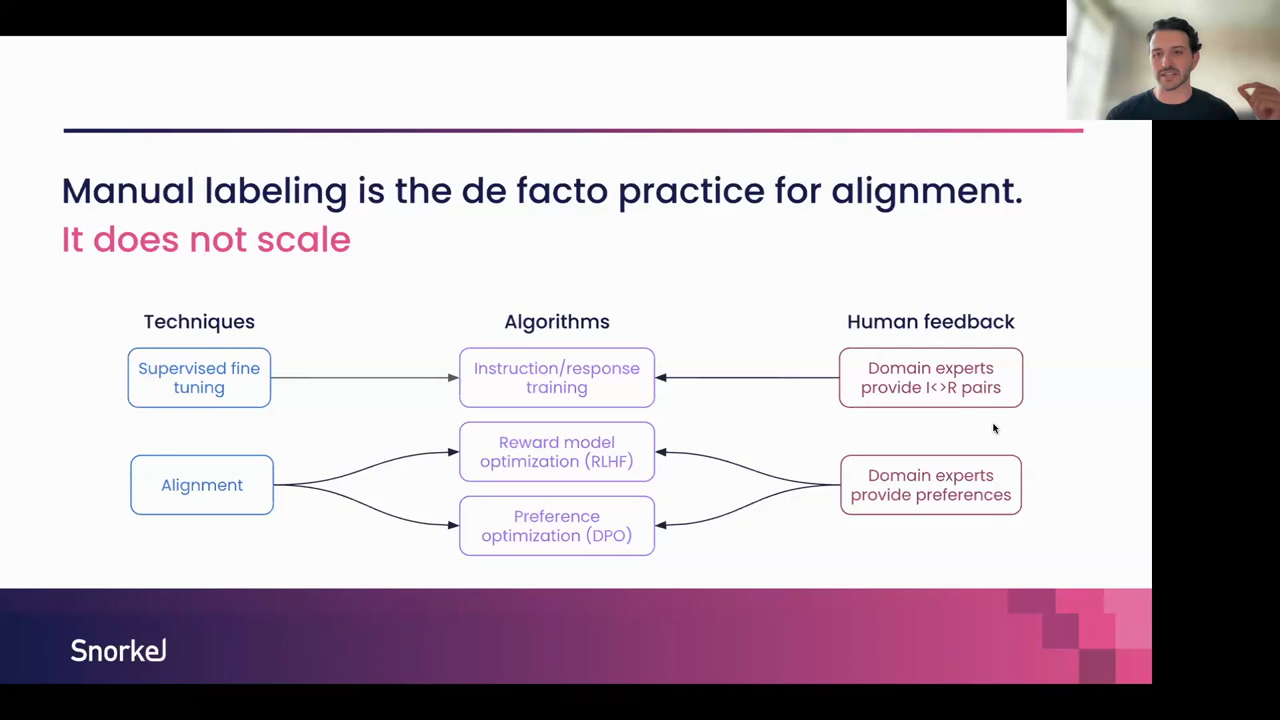 Manual labeling is the de facto practice for alignment.
It does not scale
Techniques
Algorithms
Human feedback
Supervised fine
tuning
Instruction/response
training
Domain experts
provide I<>R pairs
Alignment
Reward model
optimization (RLHF)
Preference
optimization (DPO)
Domain experts
provide preferences
Snorkel